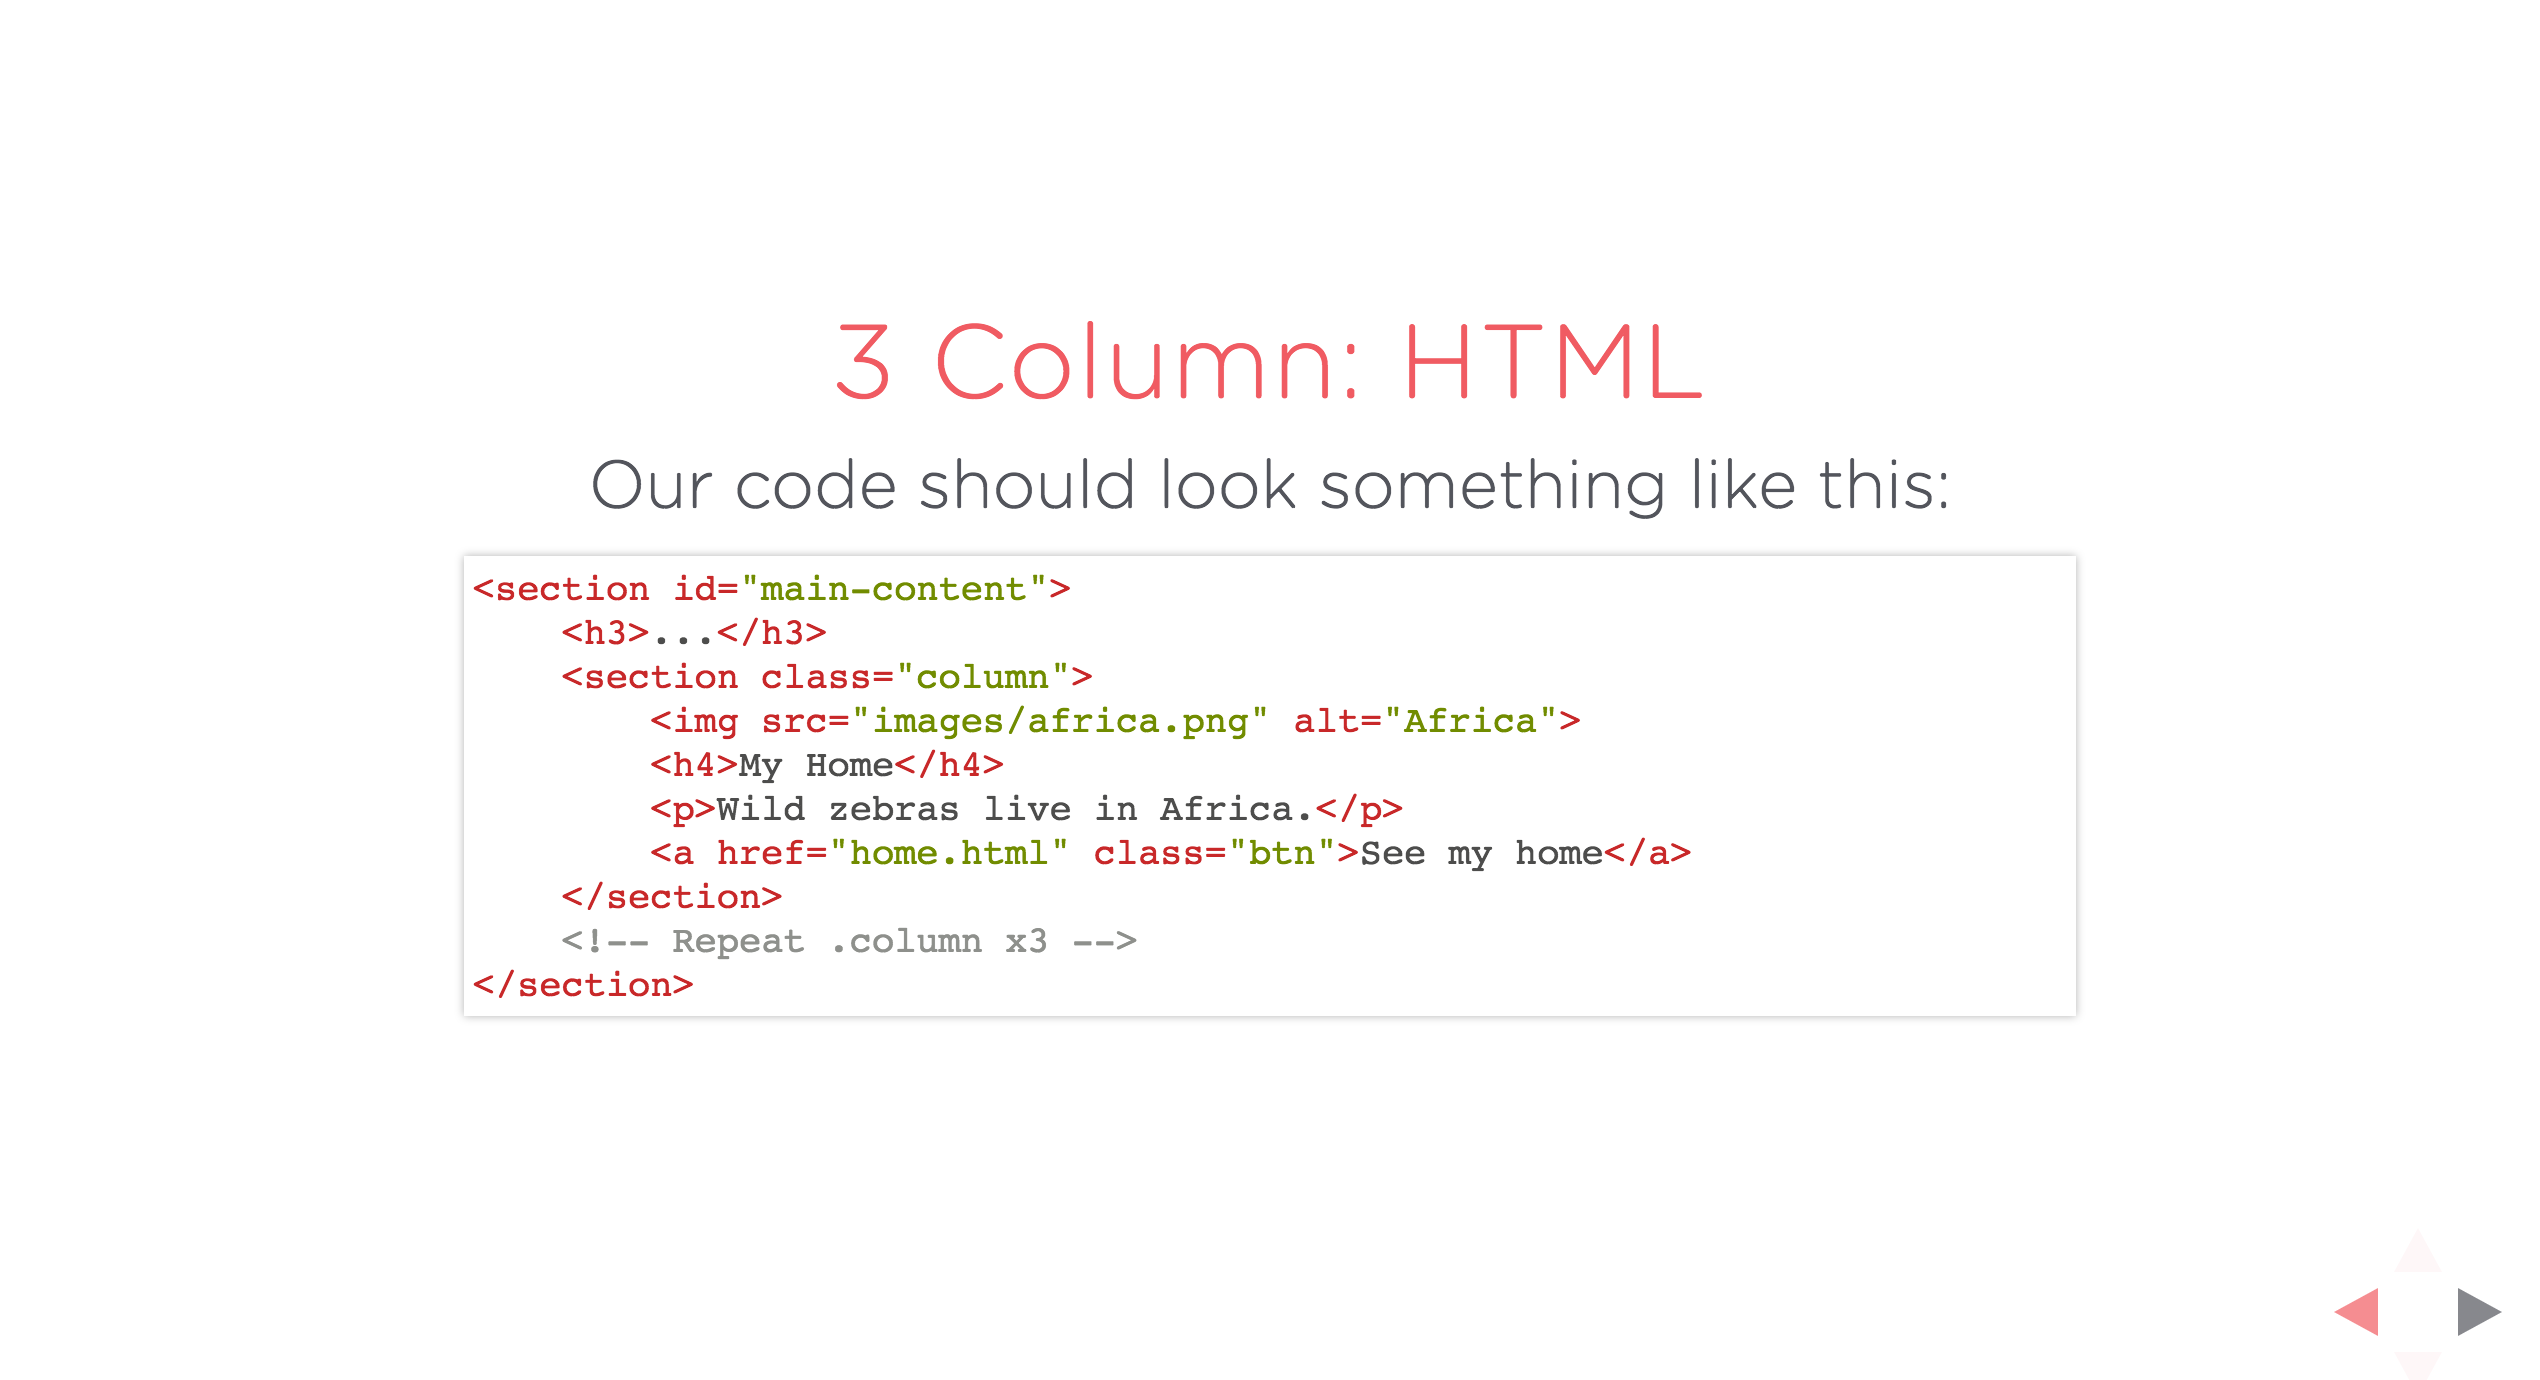 3 Column: HTML
Our code should look something like this:
<section id="main-content">
    <h3>...</h3>
    <section class="column">
        <img src="images/africa.png" alt="Africa">
        <h4>My Home</h4>
        <p>Wild zebras live in Africa.</p>
        <a href="home.html" class="btn">See my home</a>
    </section>
    <!-- Repeat .column x3 -->
</section>